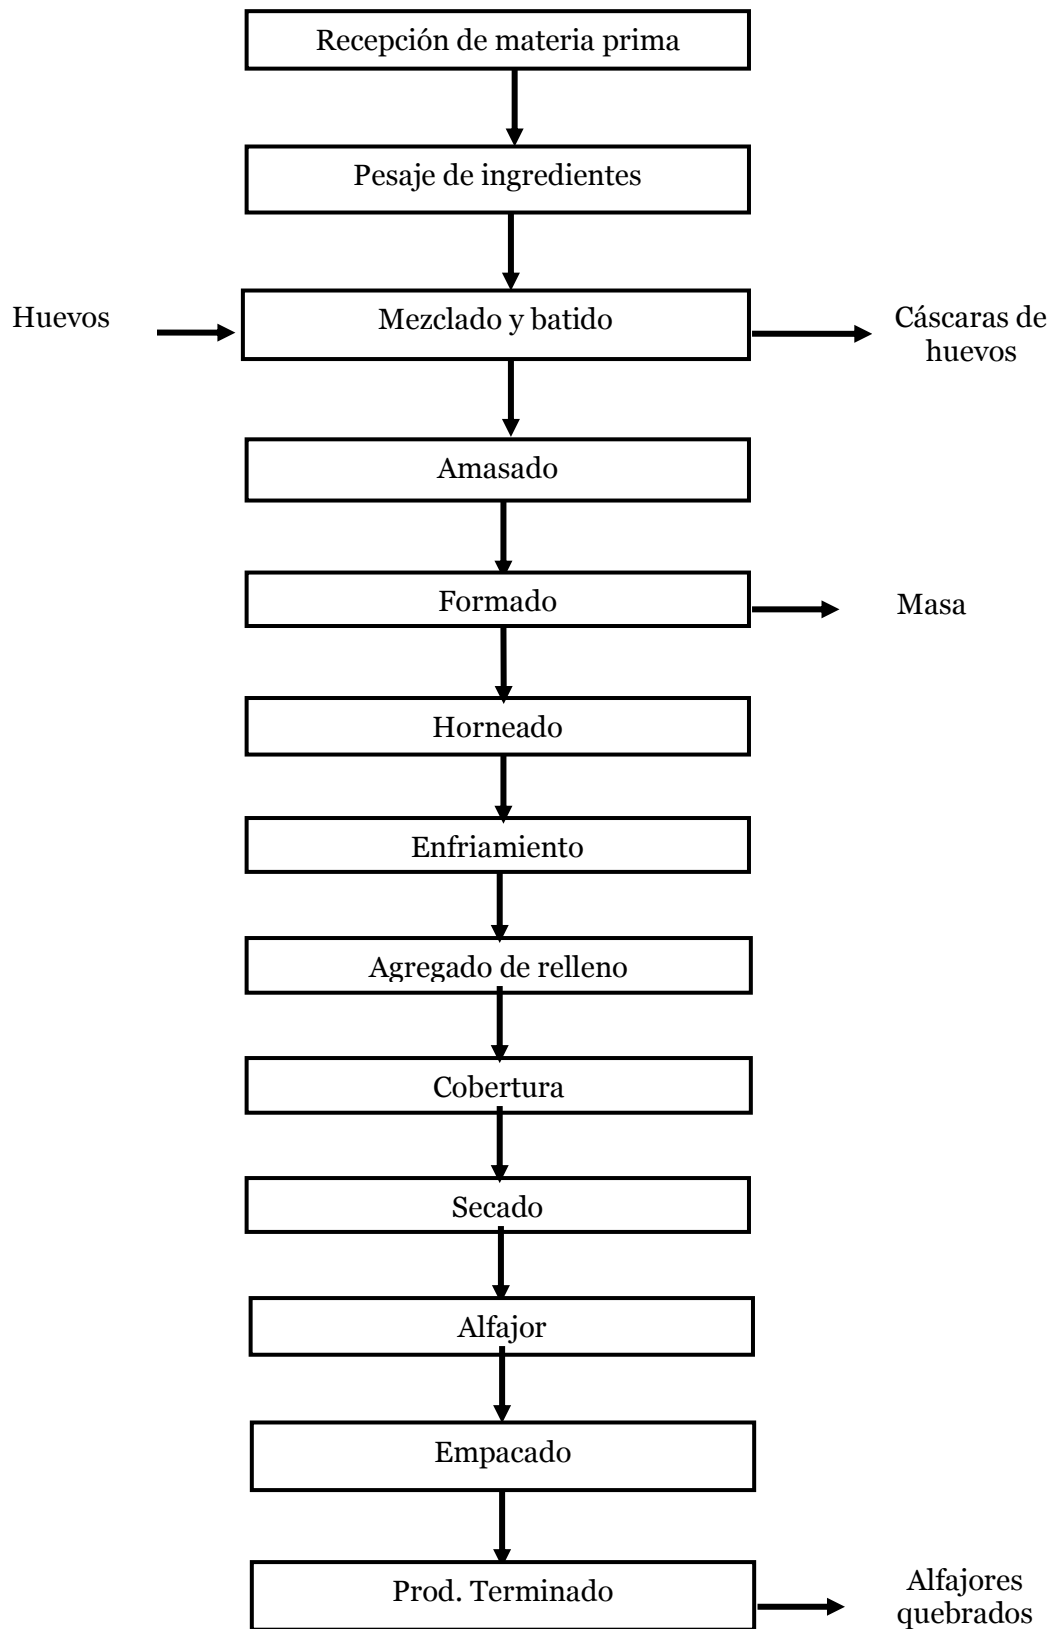 Recepción de materia prima
Pesaje de ingredientes
Huevos
Mezclado y batido
Cáscaras de
huevos
Amasado
Formado
Masa
Horneado
Enfriamiento
Agregado de relleno
Cobertura
Secado
Alfajor
Empacado
Prod. Terminado
Alfajores
quebrados